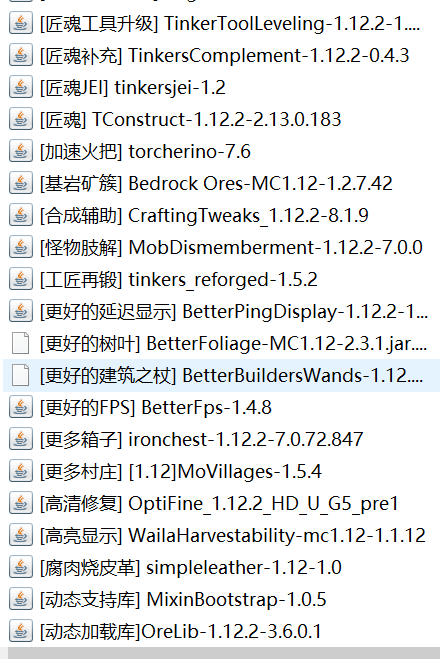 [匠魂工具升级] TinkerToolLeveling-1.12.2-1....
[匠魂补充] TinkersComplement-1.12.2-0.4.3
[匠魂JEI] tinkersjei-1.2
[匠魂] TConstruct-1.12.2-2.13.0.183
[加速火把] torcherino-7.6
[基岩矿簇] Bedrock Ores-MC1.12-1.2.7.42
[合成辅助] CraftingTweaks_1.12.2-8.1.9
[怪物肢解] MobDismemberment-1.12.2-7.0.0
[工匠再锻] tinkers_reforged-1.5.2
[更好的延迟显示] BetterPingDisplay-1.12.2-1...
[更好的树叶] BetterFoliage-MC1.12-2.3.1.jar....
[更好的建筑之杖] BetterBuildersWands-1.12....
[更好的FPS] BetterFps-1.4.8
[更多箱子] ironchest-1.12.2-7.0.72.847
[更多村庄] [1.12]MoVillages-1.5.4
[高清修复] OptiFine_1.12.2_HD_U_G5_pre1
[高亮显示] WailaHarvestability-mc1.12-1.1.12
[腐肉烧皮革] simpleleather-1.12-1.0
[动态支持库] MixinBootstrap-1.0.5
[动态加载库]OreLib-1.12.2-3.6.0.1